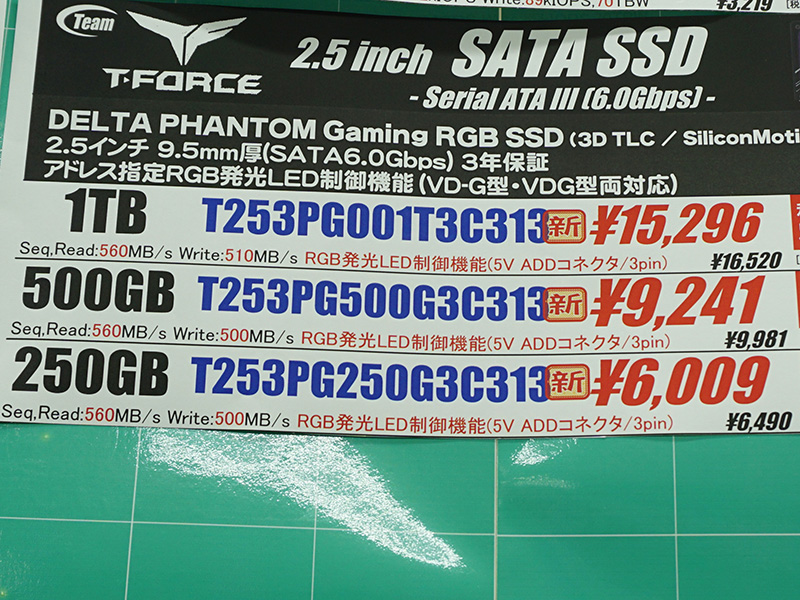 Write:89kIOPS,70TBW
¥3,219
Team
T-FORCE
2.5 inch SATA SSD
- Serial ATA III (6.0Gbps) -
DELTA PHANTOM Gaming RGB SSD (3D TLC / SiliconMoti
2.5インチ 9.5mm厚(SATA6.0Gbps) 3年保証
アドレス指定RGB発光LED制御機能 (VD-G型・VDG型両対応)
1TB T253PG001T3C313 新 ¥15,296
Seq,Read:560MB/s Write:510MB/s RGB発光LED制御機能(5V ADDコネクタ/3pin) ¥16,520
500GB T253PG500G3C313 新 ¥9,241
Seq,Read:560MB/s Write:500MB/s RGB発光LED制御機能(5V ADDコネクタ/3pin) ¥9,981
250GB T253PG250G3C313 新 ¥6,009
Seq,Read:560MB/s Write:500MB/s RGB発光LED制御機能(5V ADDコネクタ/3pin) ¥6,490